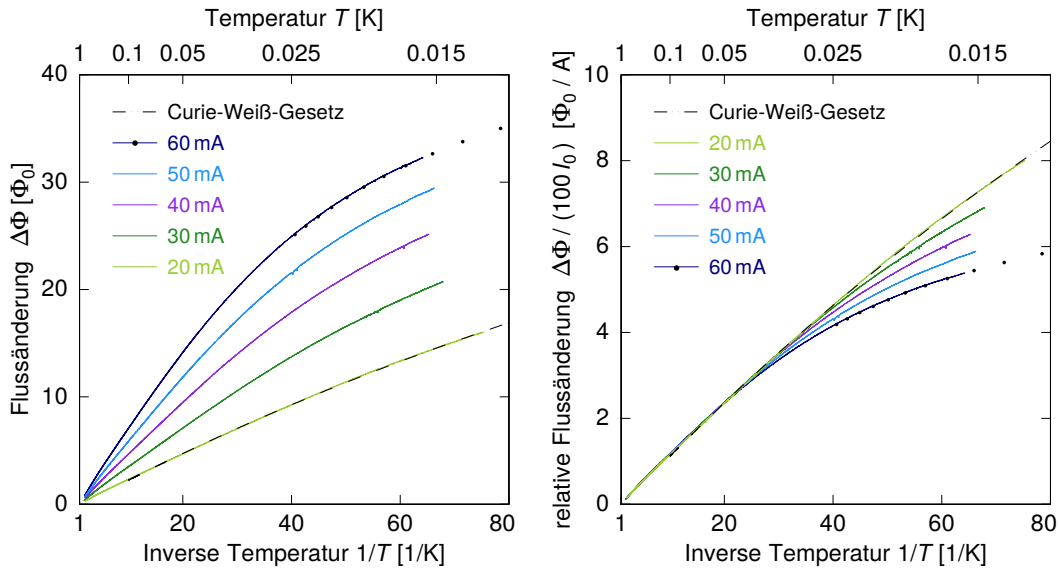 Temperatur T [K]
1 0.1 0.05 0.025 0.015
Flussänderung ΔΦ [Φ₀]
40
30
20
10
0
Curie-Weiß-Gesetz
60 mA
50 mA
40 mA
30 mA
20 mA
1 20 40 60 80
Inverse Temperatur 1/T [1/K]
Temperatur T [K]
1 0.1 0.05 0.025 0.015
relative Flussänderung ΔΦ / (100 I₀) [Φ₀ / A]
10
8
6
4
2
0
Curie-Weiß-Gesetz
20 mA
30 mA
40 mA
50 mA
60 mA
1 20 40 60 80
Inverse Temperatur 1/T [1/K]